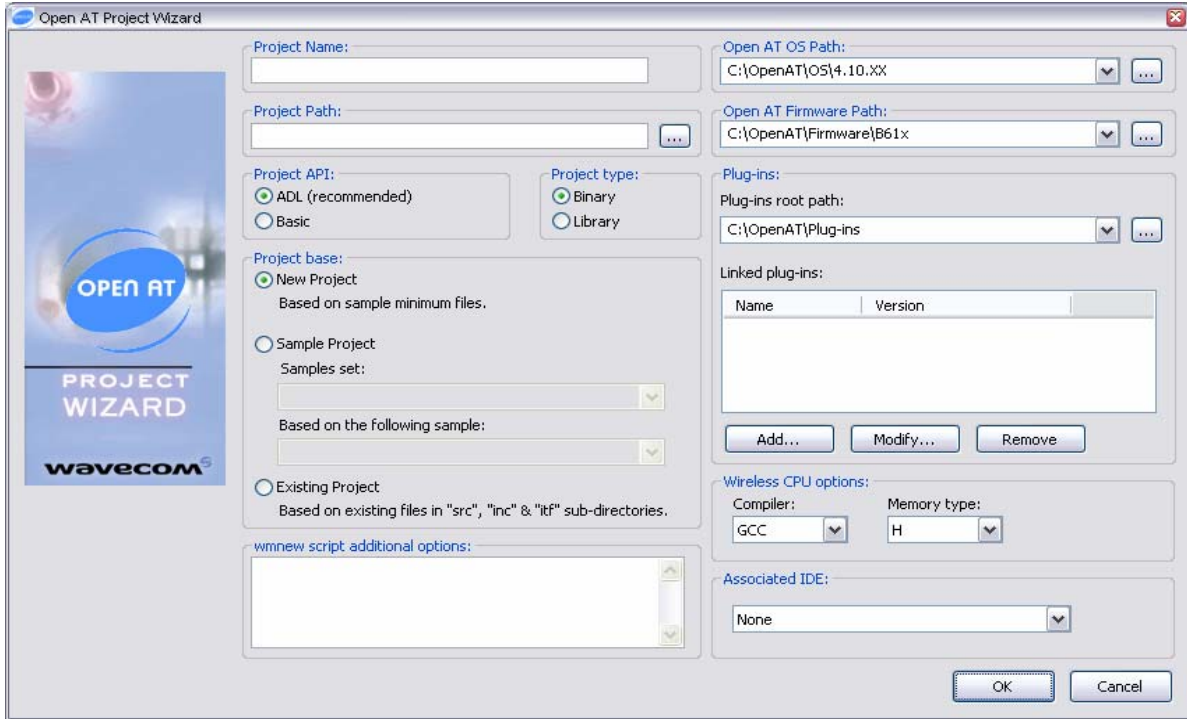 Open AT Project Wizard
OPEN AT
PROJECT
WIZARD
wavecom
Project Name:
Project Path:
...
Project API:
ADL (recommended)
Basic
Project type:
Binary
Library
Project base:
New Project
Based on sample minimum files.
Sample Project
Samples set:
Based on the following sample:
Existing Project
Based on existing files in "src", "inc" & "itf" sub-directories.
wmnew script additional options:
Open AT OS Path:
C:\OpenAT\OS\4.10.XX
...
Open AT Firmware Path:
C:\OpenAT\Firmware\B61x
...
Plug-ins:
Plug-ins root path:
C:\OpenAT\Plug-ins
...
Linked plug-ins:
Name Version
Add... Modify... Remove
Wireless CPU options:
Compiler: Memory type:
GCC H
Associated IDE:
None
OK Cancel